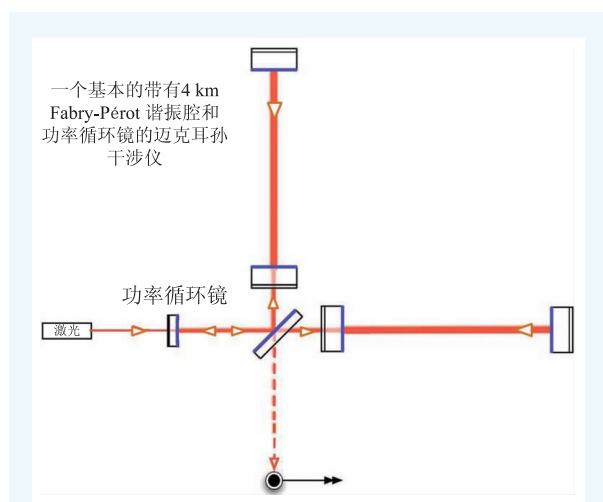 一个基本的带有4 km
Fabry-Pérot 谐振腔和
功率循环镜的迈克耳孙
干涉仪
功率循环镜
激光